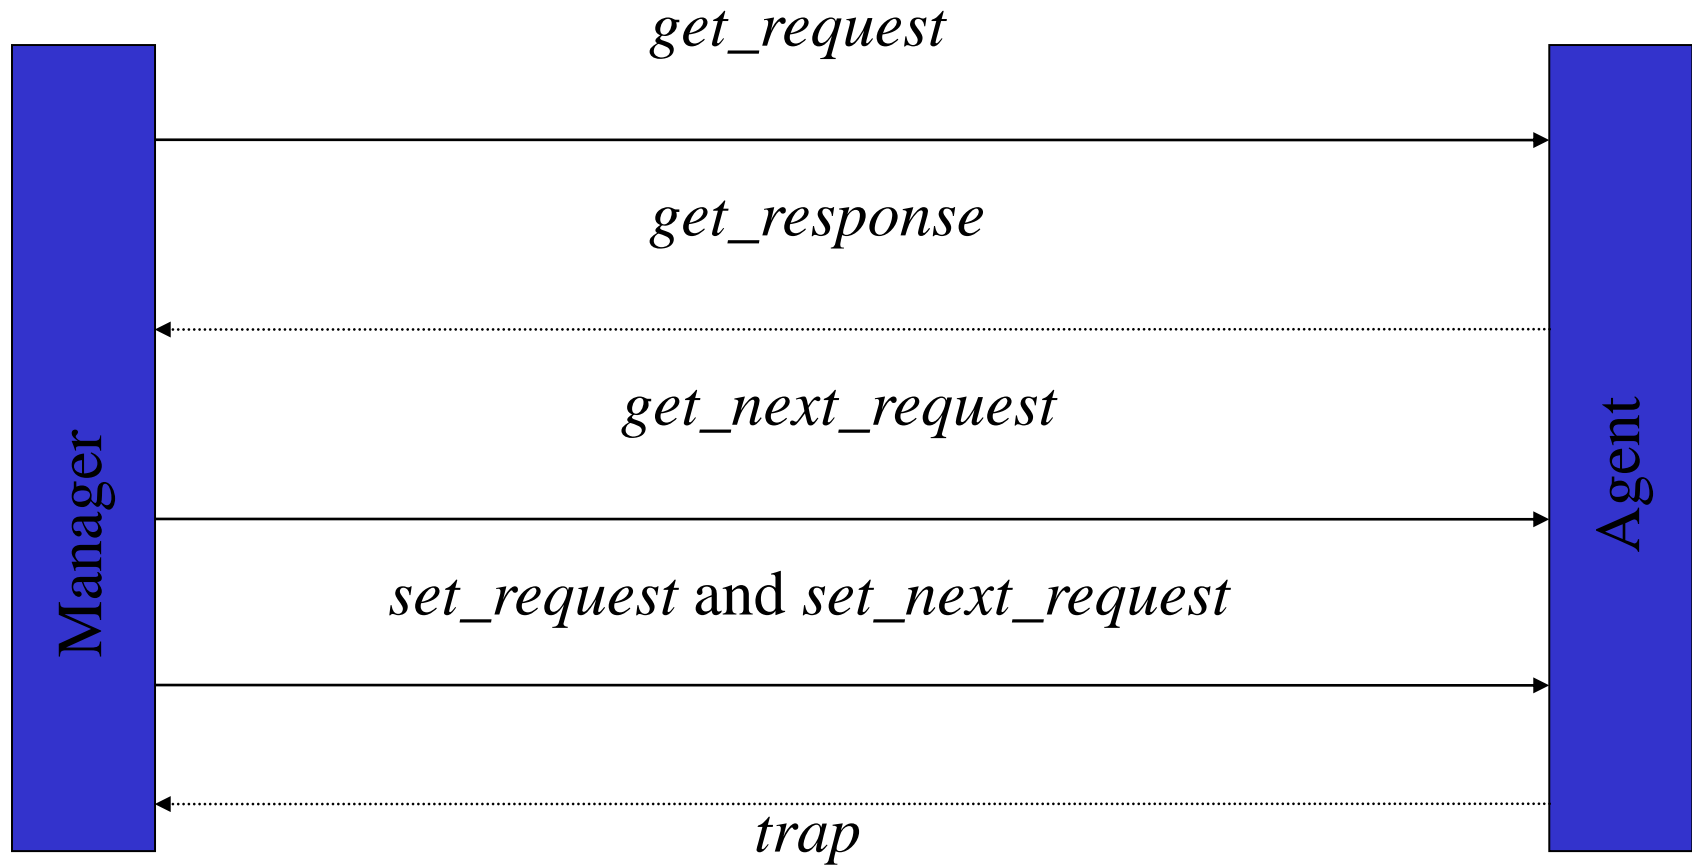 get_request
get_response
get_next_request
Manager
Agent
set_request and set_next_request
trap